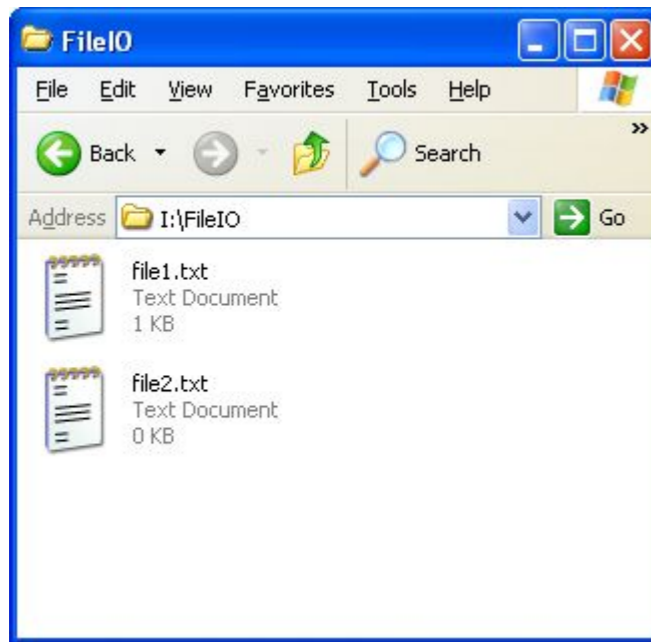 FileIO
File Edit View Favorites Tools Help
Back Search »
Address I:\FileIO Go
file1.txt
Text Document
1 KB
file2.txt
Text Document
0 KB